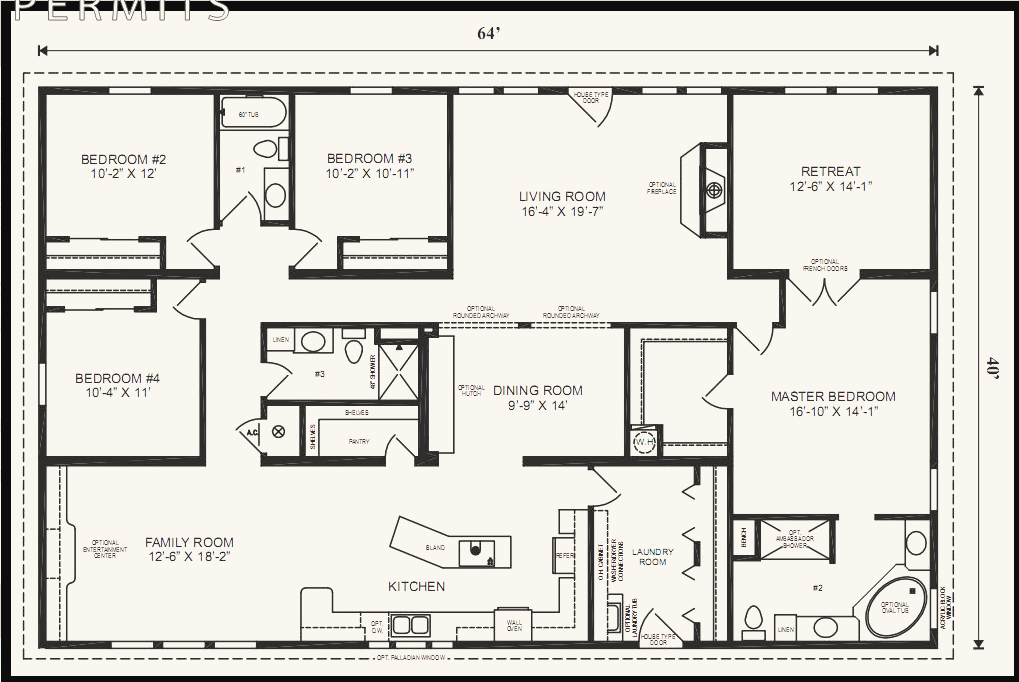 PERMITS
64'
HOUSE TYPE
DOOR
60" TUB
BEDROOM #2
10'-2" X 12'
#1
BEDROOM #3
10'-2" X 10'-11"
LIVING ROOM
16'-4" X 19'-7"
OPTIONAL
FIREPLACE
RETREAT
12'-6" X 14'-1"
OPTIONAL
FRENCH DOORS
OPTIONAL
ROUNDED ARCHWAY
OPTIONAL
ROUNDED ARCHWAY
LINEN
#3
48" SHOWER
BEDROOM #4
10'-4" X 11'
OPTIONAL
HUTCH
DINING ROOM
9'-9" X 14'
MASTER BEDROOM
16'-10" X 14'-1"
40'
A.C.
SHELVES
SHELVES
PANTRY
W.H.
FAMILY ROOM
12'-6" X 18'-2"
OPTIONAL
ENTERTAINMENT
CENTER
ISLAND
KITCHEN
REFER
O.H. CABINET
WASHER/DRYER
CONNECTIONS
LAUNDRY
ROOM
BENCH
OPT.
AMBASSADOR
SHOWER
#2
OPTIONAL
OVAL TUB
ACRYLIC BLOCK
WINDOW
OPT.
D.W.
WALL
OVEN
OPTIONAL
LAUNDRY TUB
HOUSE TYPE
DOOR
LINEN
OPT. PALLADIAN WINDOW